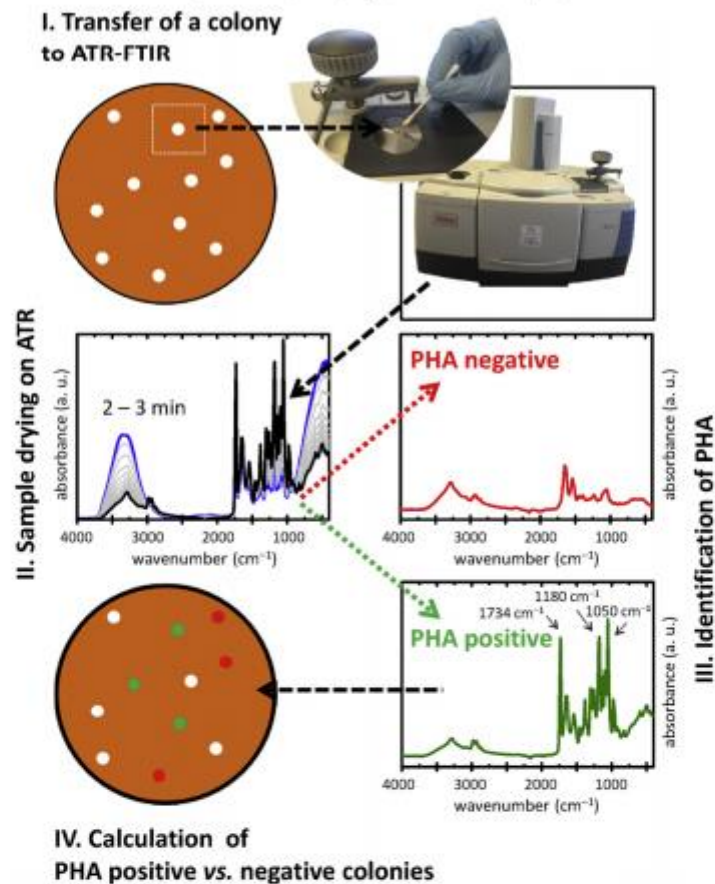 I. Transfer of a colony
to ATR-FTIR
II. Sample drying on ATR
absorbance (a. u.)
2 – 3 min
4000 3000 2000 1000
wavenumber (cm⁻¹)
PHA negative
absorbance (a. u.)
4000 3000 2000 1000
wavenumber (cm⁻¹)
III. Identification of PHA
1180 cm⁻¹
1734 cm⁻¹ 1050 cm⁻¹
PHA positive
absorbance (a. u.)
4000 3000 2000 1000
wavenumber (cm⁻¹)
IV. Calculation of
PHA positive vs. negative colonies